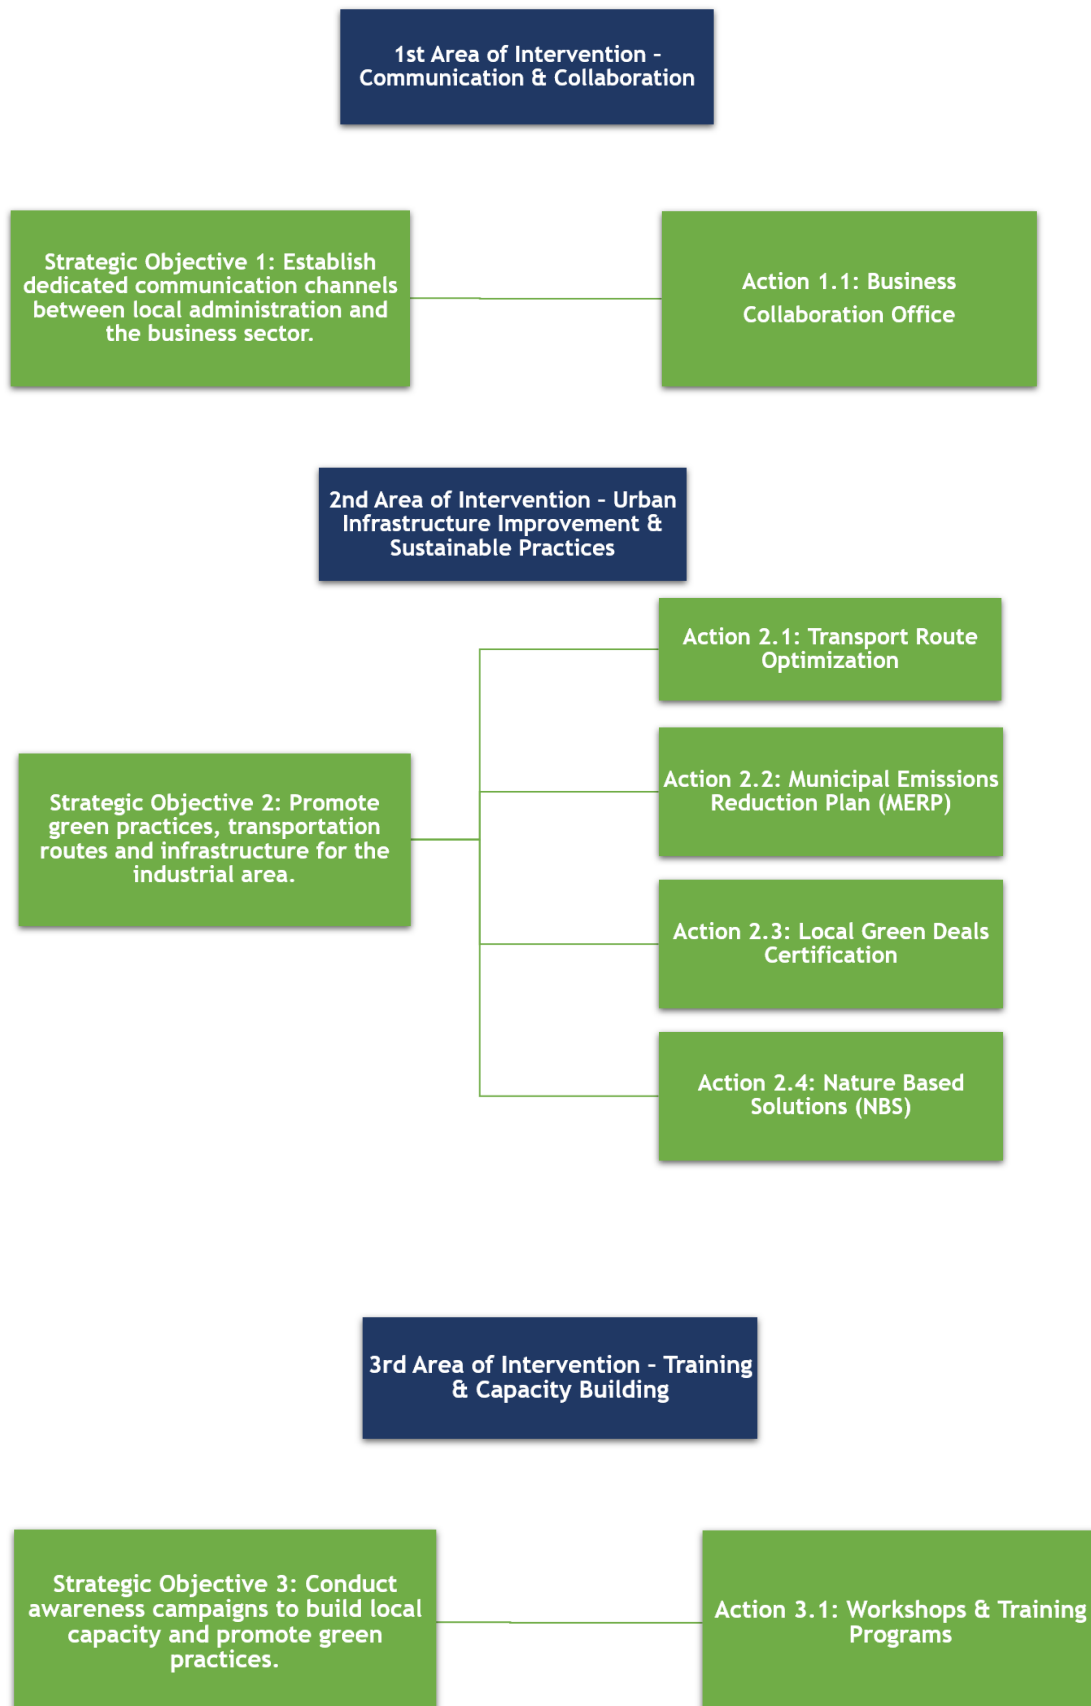 1st Area of Intervention –
Communication & Collaboration
Strategic Objective 1: Establish
dedicated communication channels
between local administration and
the business sector.
Action 1.1: Business
Collaboration Office
2nd Area of Intervention – Urban
Infrastructure Improvement &
Sustainable Practices
Action 2.1: Transport Route
Optimization
Action 2.2: Municipal Emissions
Reduction Plan (MERP)
Strategic Objective 2: Promote
green practices, transportation
routes and infrastructure for the
industrial area.
Action 2.3: Local Green Deals
Certification
Action 2.4: Nature Based
Solutions (NBS)
3rd Area of Intervention – Training
& Capacity Building
Strategic Objective 3: Conduct
awareness campaigns to build local
capacity and promote green
practices.
Action 3.1: Workshops & Training
Programs